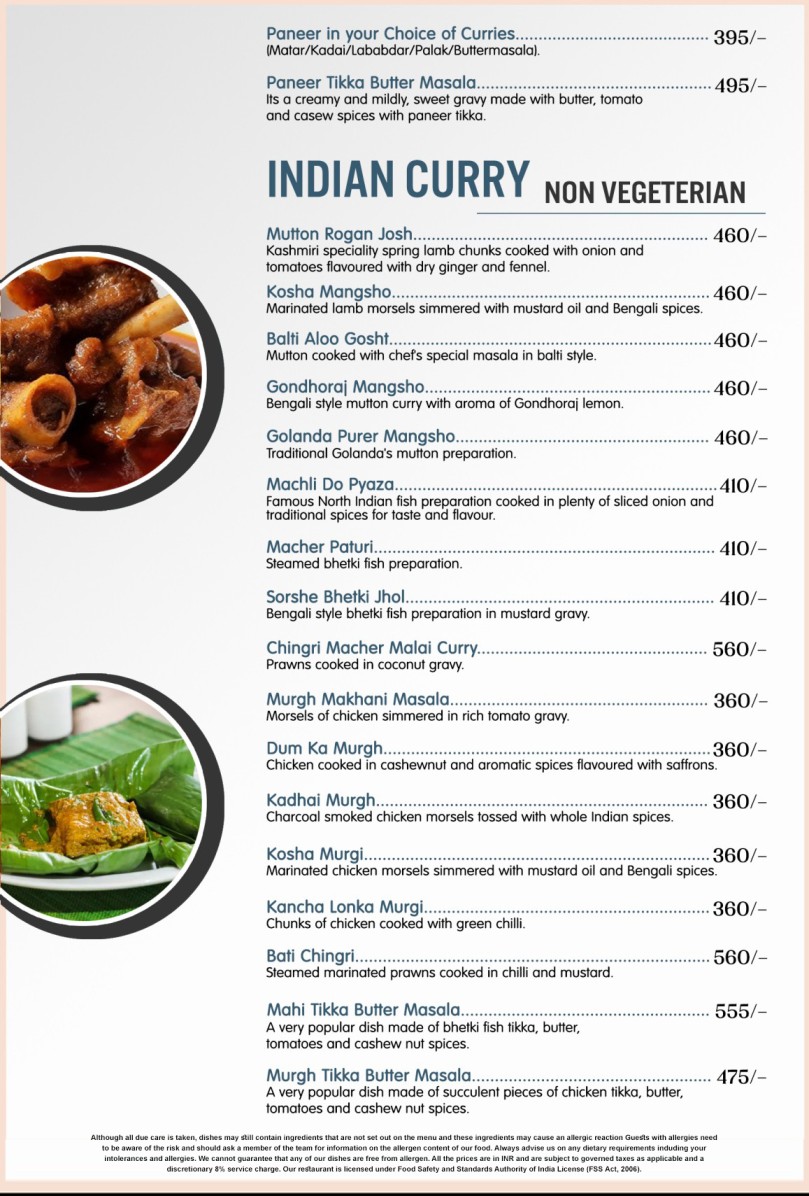 Paneer in your Choice of Curries............................................ 395/–
(Matar/Kadai/Lababdar/Palak/Buttermasala).
Paneer Tikka Butter Masala.................................................... 495/–
Its a creamy and mildly, sweet gravy made with butter, tomato
and casew spices with paneer tikka.
INDIAN CURRY NON VEGETERIAN
Mutton Rogan Josh................................................................ 460/–
Kashmiri speciality spring lamb chunks cooked with onion and
tomatoes flavoured with dry ginger and fennel.
Kosha Mangsho..................................................................... 460/–
Marinated lamb morsels simmered with mustard oil and Bengali spices.
Balti Aloo Gosht..................................................................... 460/–
Mutton cooked with chef's special masala in balti style.
Gondhoraj Mangsho.............................................................. 460/–
Bengali style mutton curry with aroma of Gondhoraj lemon.
Golanda Purer Mangsho....................................................... 460/–
Traditional Golanda's mutton preparation.
Machli Do Pyaza.....................................................................410/–
Famous North Indian fish preparation cooked in plenty of sliced onion and
traditional spices for taste and flavour.
Macher Paturi......................................................................... 410/–
Steamed bhetki fish preparation.
Sorshe Bhetki Jhol.................................................................. 410/–
Bengali style bhetki fish preparation in mustard gravy.
Chingri Macher Malai Curry.................................................. 560/–
Prawns cooked in coconut gravy.
Murgh Makhani Masala........................................................ 360/–
Morsels of chicken simmered in rich tomato gravy.
Dum Ka Murgh.......................................................................360/–
Chicken cooked in cashewnut and aromatic spices flavoured with saffrons.
Kadhai Murgh........................................................................ 360/–
Charcoal smoked chicken morsels tossed with whole Indian spices.
Kosha Murgi........................................................................... 360/–
Marinated chicken morsels simmered with mustard oil and Bengali spices.
Kancha Lonka Murgi.............................................................. 360/–
Chunks of chicken cooked with green chilli.
Bati Chingri............................................................................. 560/–
Steamed marinated prawns cooked in chilli and mustard.
Mahi Tikka Butter Masala...................................................... 555/–
A very popular dish made of bhetki fish tikka, butter,
tomatoes and cashew nut spices.
Murgh Tikka Butter Masala.................................................... 475/–
A very popular dish made of succulent pieces of chicken tikka, butter,
tomatoes and cashew nut spices.
Although all due care is taken, dishes may still contain ingredients that are not set out on the menu and these ingredients may cause an allergic reaction Guests with allergies need
to be aware of the risk and should ask a member of the team for information on the allergen content of our food. Always advise us on any dietary requirements including your
intolerances and allergies. We cannot guarantee that any of our dishes are free from allergen. All the prices are in INR and are subject to governed taxes as applicable and a
discretionary 8% service charge. Our restaurant is licensed under Food Safety and Standards Authority of India License (FSS Act, 2006).